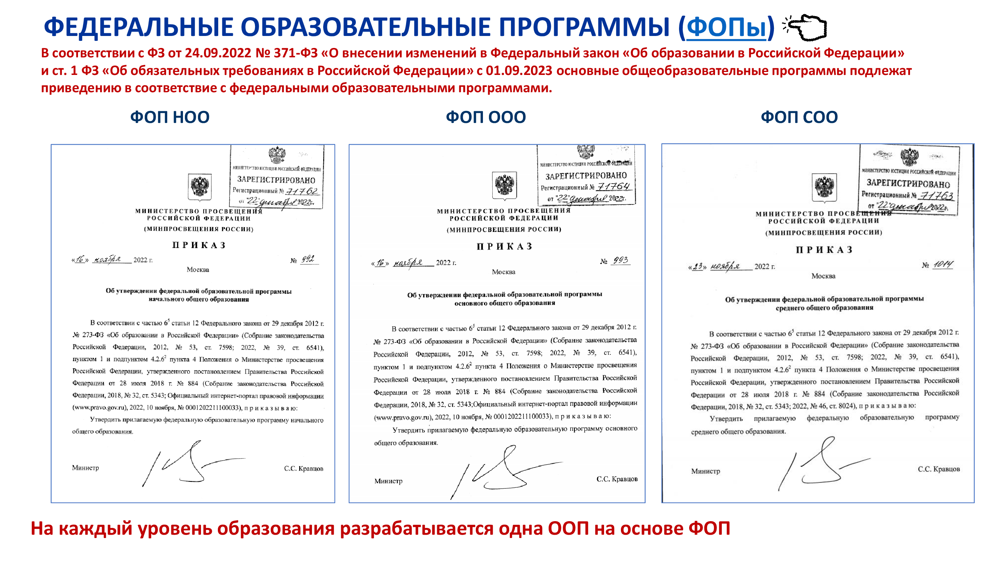 ФЕДЕРАЛЬНЫЕ ОБРАЗОВАТЕЛЬНЫЕ ПРОГРАММЫ (ФОПы)
В соответствии с ФЗ от 24.09.2022 № 371-ФЗ «О внесении изменений в Федеральный закон «Об образовании в Российской Федерации»
и ст. 1 ФЗ «Об обязательных требованиях в Российской Федерации» с 01.09.2023 основные общеобразовательные программы подлежат
приведению в соответствие с федеральными образовательными программами.
ФОП НОО
МИНИСТЕРСТВО ЮСТИЦИИ РОССИЙСКОЙ ФЕДЕРАЦИИ
ЗАРЕГИСТРИРОВАНО
Регистрационный № 71762
от "22" декабря 2022г.
МИНИСТЕРСТВО ПРОСВЕЩЕНИЯ
РОССИЙСКОЙ ФЕДЕРАЦИИ
(МИНПРОСВЕЩЕНИЯ РОССИИ)
ПРИКАЗ
«16» ноября 2022 г. № 992
Москва
Об утверждении федеральной образовательной программы
начального общего образования
В соответствии с частью 6⁵ статьи 12 Федерального закона от 29 декабря 2012 г.
№ 273-ФЗ «Об образовании в Российской Федерации» (Собрание законодательства
Российской Федерации, 2012, № 53, ст. 7598; 2022, № 39, ст. 6541),
пунктом 1 и подпунктом 4.2.6² пункта 4 Положения о Министерстве просвещения
Российской Федерации, утвержденного постановлением Правительства Российской
Федерации от 28 июля 2018 г. № 884 (Собрание законодательства Российской
Федерации, 2018, № 32, ст. 5343; Официальный интернет-портал правовой информации
(www.pravo.gov.ru), 2022, 10 ноября, № 0001202211100033), п р и к а з ы в а ю:
Утвердить прилагаемую федеральную образовательную программу начального
общего образования.
Министр С.С. Кравцов
ФОП ООО
МИНИСТЕРСТВО ЮСТИЦИИ РОССИЙСКОЙ ФЕДЕРАЦИИ
ЗАРЕГИСТРИРОВАНО
Регистрационный № 71764
от "22" декабря 2022г.
МИНИСТЕРСТВО ПРОСВЕЩЕНИЯ
РОССИЙСКОЙ ФЕДЕРАЦИИ
(МИНПРОСВЕЩЕНИЯ РОССИИ)
ПРИКАЗ
«16» ноября 2022 г. № 993
Москва
Об утверждении федеральной образовательной программы
основного общего образования
В соответствии с частью 6⁵ статьи 12 Федерального закона от 29 декабря 2012 г.
№ 273-ФЗ «Об образовании в Российской Федерации» (Собрание законодательства
Российской Федерации, 2012, № 53, ст. 7598; 2022, № 39, ст. 6541),
пунктом 1 и подпунктом 4.2.6² пункта 4 Положения о Министерстве просвещения
Российской Федерации, утвержденного постановлением Правительства Российской
Федерации от 28 июля 2018 г. № 884 (Собрание законодательства Российской
Федерации, 2018, № 32, ст. 5343;Официальный интернет-портал правовой информации
(www.pravo.gov.ru), 2022, 10 ноября, № 0001202211100033), п р и к а з ы в а ю:
Утвердить прилагаемую федеральную образовательную программу основного
общего образования.
Министр С.С. Кравцов
ФОП СОО
МИНИСТЕРСТВО ЮСТИЦИИ РОССИЙСКОЙ ФЕДЕРАЦИИ
ЗАРЕГИСТРИРОВАНО
Регистрационный № 71763
от "22" декабря 2022г.
МИНИСТЕРСТВО ПРОСВЕЩЕНИЯ
РОССИЙСКОЙ ФЕДЕРАЦИИ
(МИНПРОСВЕЩЕНИЯ РОССИИ)
ПРИКАЗ
«23» ноября 2022 г. № 1014
Москва
Об утверждении федеральной образовательной программы
среднего общего образования
В соответствии с частью 6⁵ статьи 12 Федерального закона от 29 декабря 2012 г.
№ 273-ФЗ «Об образовании в Российской Федерации» (Собрание законодательства
Российской Федерации, 2012, № 53, ст. 7598; 2022, № 39, ст. 6541),
пунктом 1 и подпунктом 4.2.6² пункта 4 Положения о Министерстве просвещения
Российской Федерации, утвержденного постановлением Правительства Российской
Федерации от 28 июля 2018 г. № 884 (Собрание законодательства Российской
Федерации, 2018, № 32, ст. 5343; 2022, № 46, ст. 8024), п р и к а з ы в а ю:
Утвердить прилагаемую федеральную образовательную программу
среднего общего образования.
Министр С.С. Кравцов
На каждый уровень образования разрабатывается одна ООП на основе ФОП